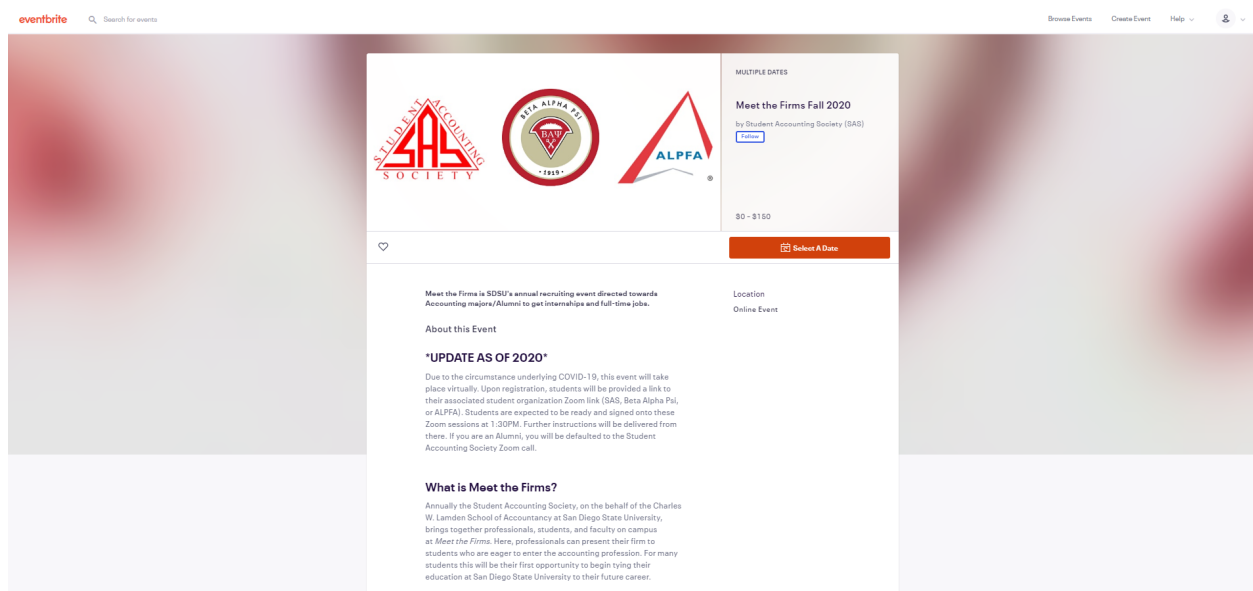 eventbrite
Search for events
Browse Events
Create Event
Help
STUDENT ACCOUNTING
SAS
SOCIETY
BETA ALPHA PSI
ΒΑΨ
• 1919 •
ALPFA
®
MULTIPLE DATES
Meet the Firms Fall 2020
by Student Accounting Society (SAS)
Follow
$0 – $150
Select A Date
Meet the Firms is SDSU's annual recruiting event directed towards
Accounting majors/Alumni to get internships and full-time jobs.
About this Event
*UPDATE AS OF 2020*
Due to the circumstance underlying COVID-19, this event will take
place virtually. Upon registration, students will be provided a link to
their associated student organization Zoom link (SAS, Beta Alpha Psi,
or ALPFA). Students are expected to be ready and signed onto these
Zoom sessions at 1:30PM. Further instructions will be delivered from
there. If you are an Alumni, you will be defaulted to the Student
Accounting Society Zoom call.
What is Meet the Firms?
Annually the Student Accounting Society, on the behalf of the Charles
W. Lamden School of Accountancy at San Diego State University,
brings together professionals, students, and faculty on campus
at Meet the Firms. Here, professionals can present their firm to
students who are eager to enter the accounting profession. For many
students this will be their first opportunity to begin tying their
education at San Diego State University to their future career.
Location
Online Event